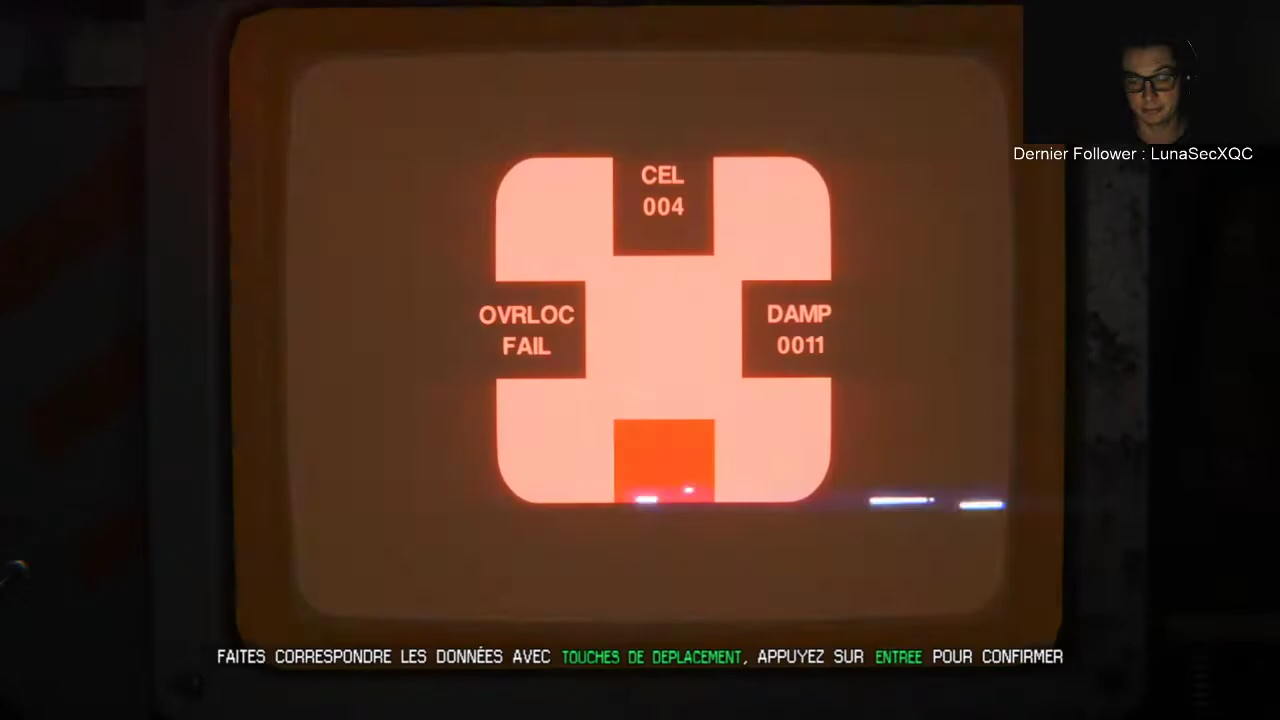 CEL
004
OVRLOC
FAIL
DAMP
0011
Dernier Follower : LunaSecXQC
FAITES CORRESPONDRE LES DONNÉES AVEC TOUCHES DE DEPLACEMENT, APPUYEZ SUR ENTREE POUR CONFIRMER